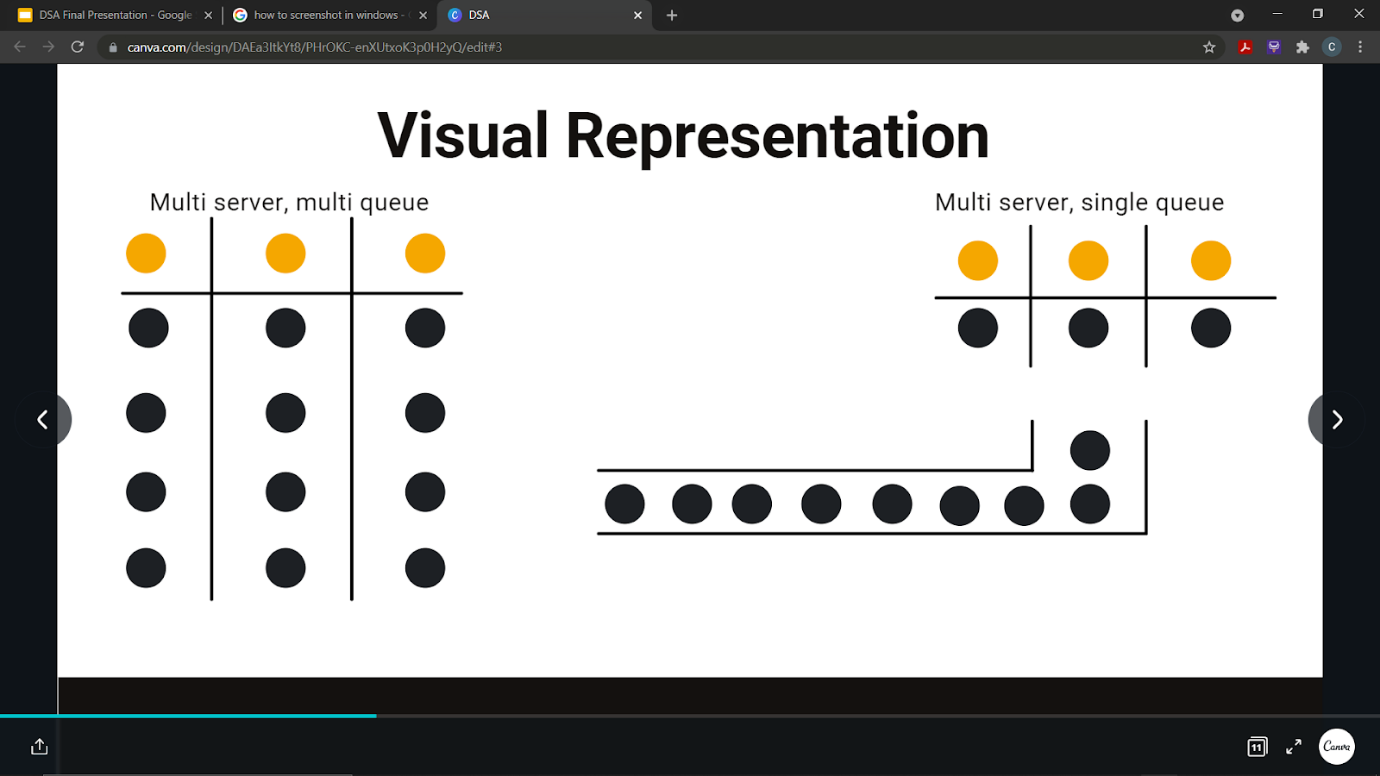 DSA Final Presentation - Google
how to screenshot in windows -
DSA
canva.com/design/DAEa3ltkYt8/PHrOKC-enXUtxoK3p0H2yQ/edit#3
C
Visual Representation
Multi server, multi queue
Multi server, single queue
11
Canva